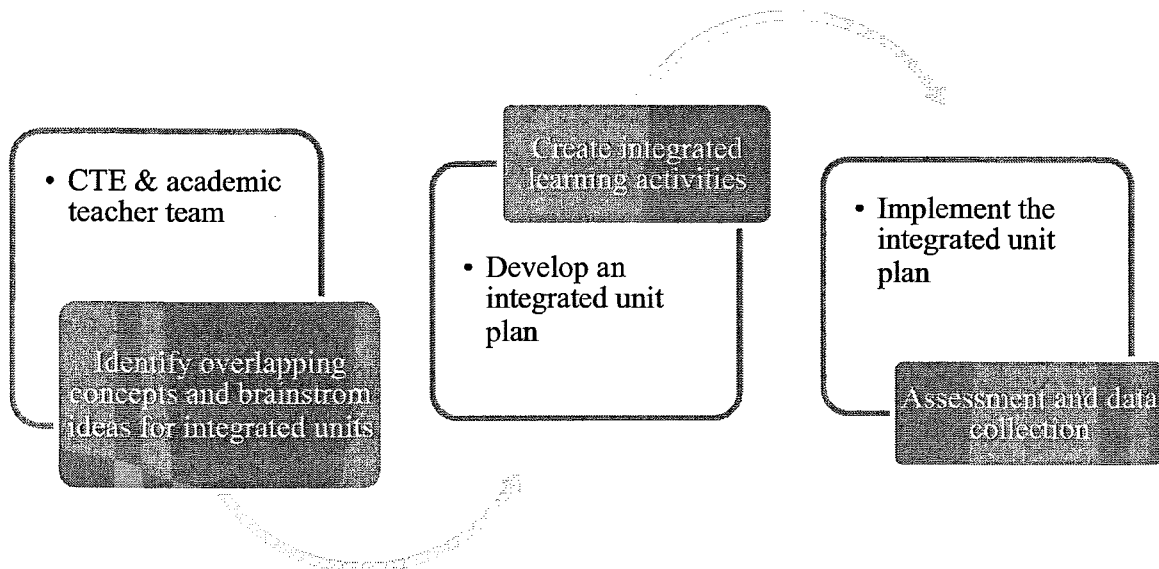 • CTE & academic
teacher team
Identify overlapping
concepts and brainstrom
ideas for integrated units
Create integrated
learning activities
• Develop an
integrated unit
plan
• Implement the
integrated unit
plan
Assessment and data
collection